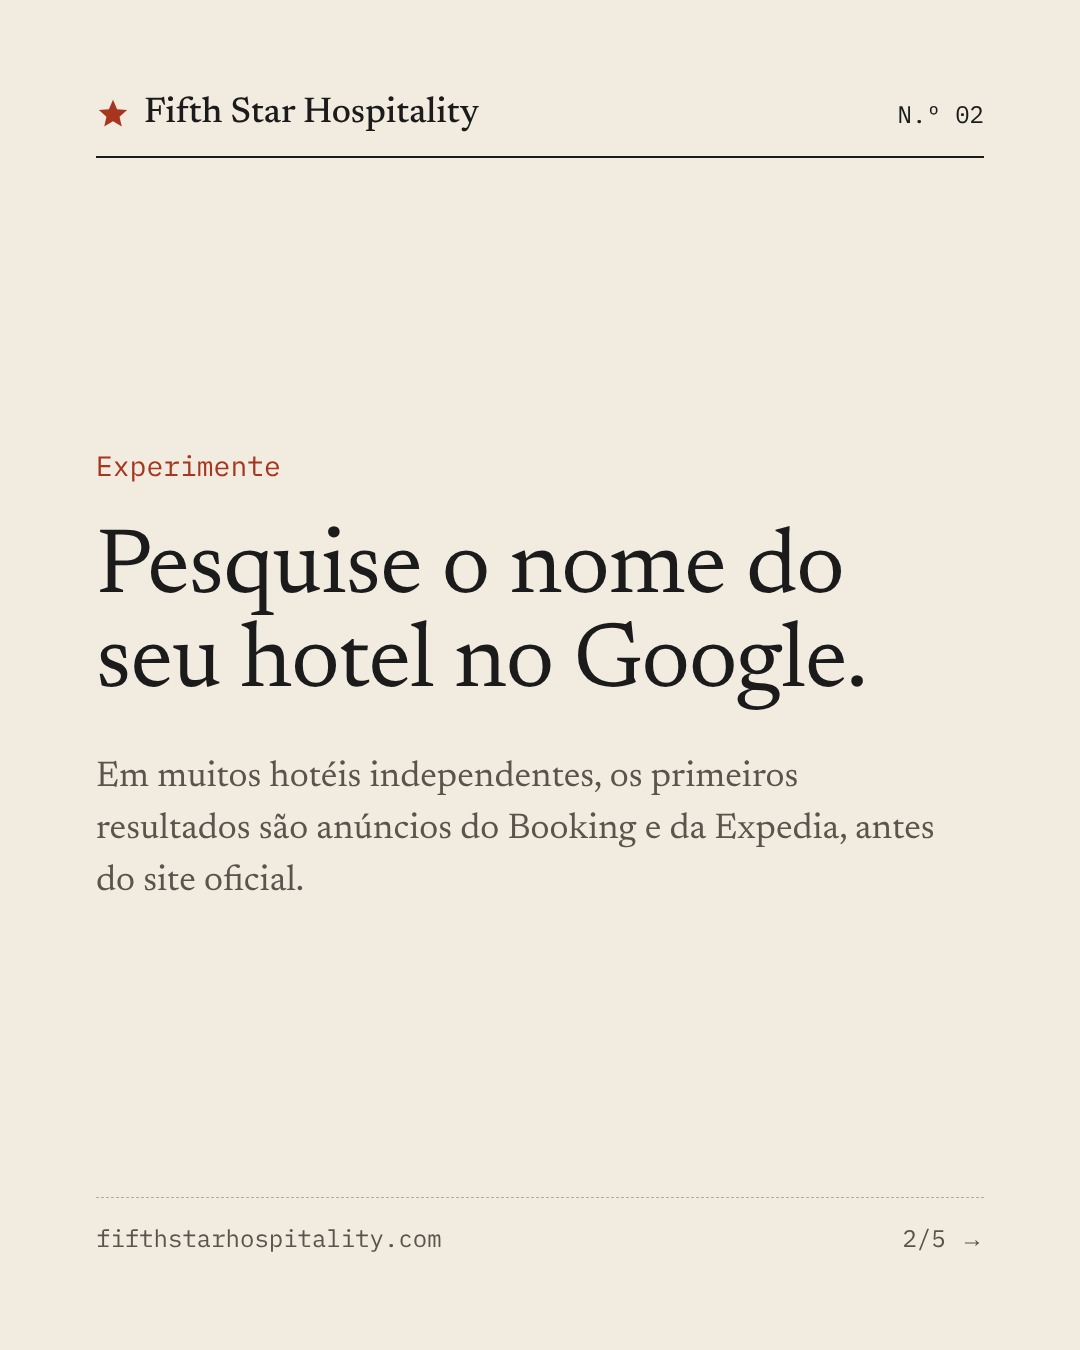 Fifth Star Hospitality
N.º 02
Experimente
Pesquise o nome do
seu hotel no Google.
Em muitos hotéis independentes, os primeiros
resultados são anúncios do Booking e da Expedia, antes
do site oficial.
fifthstarhospitality.com
2/5 →